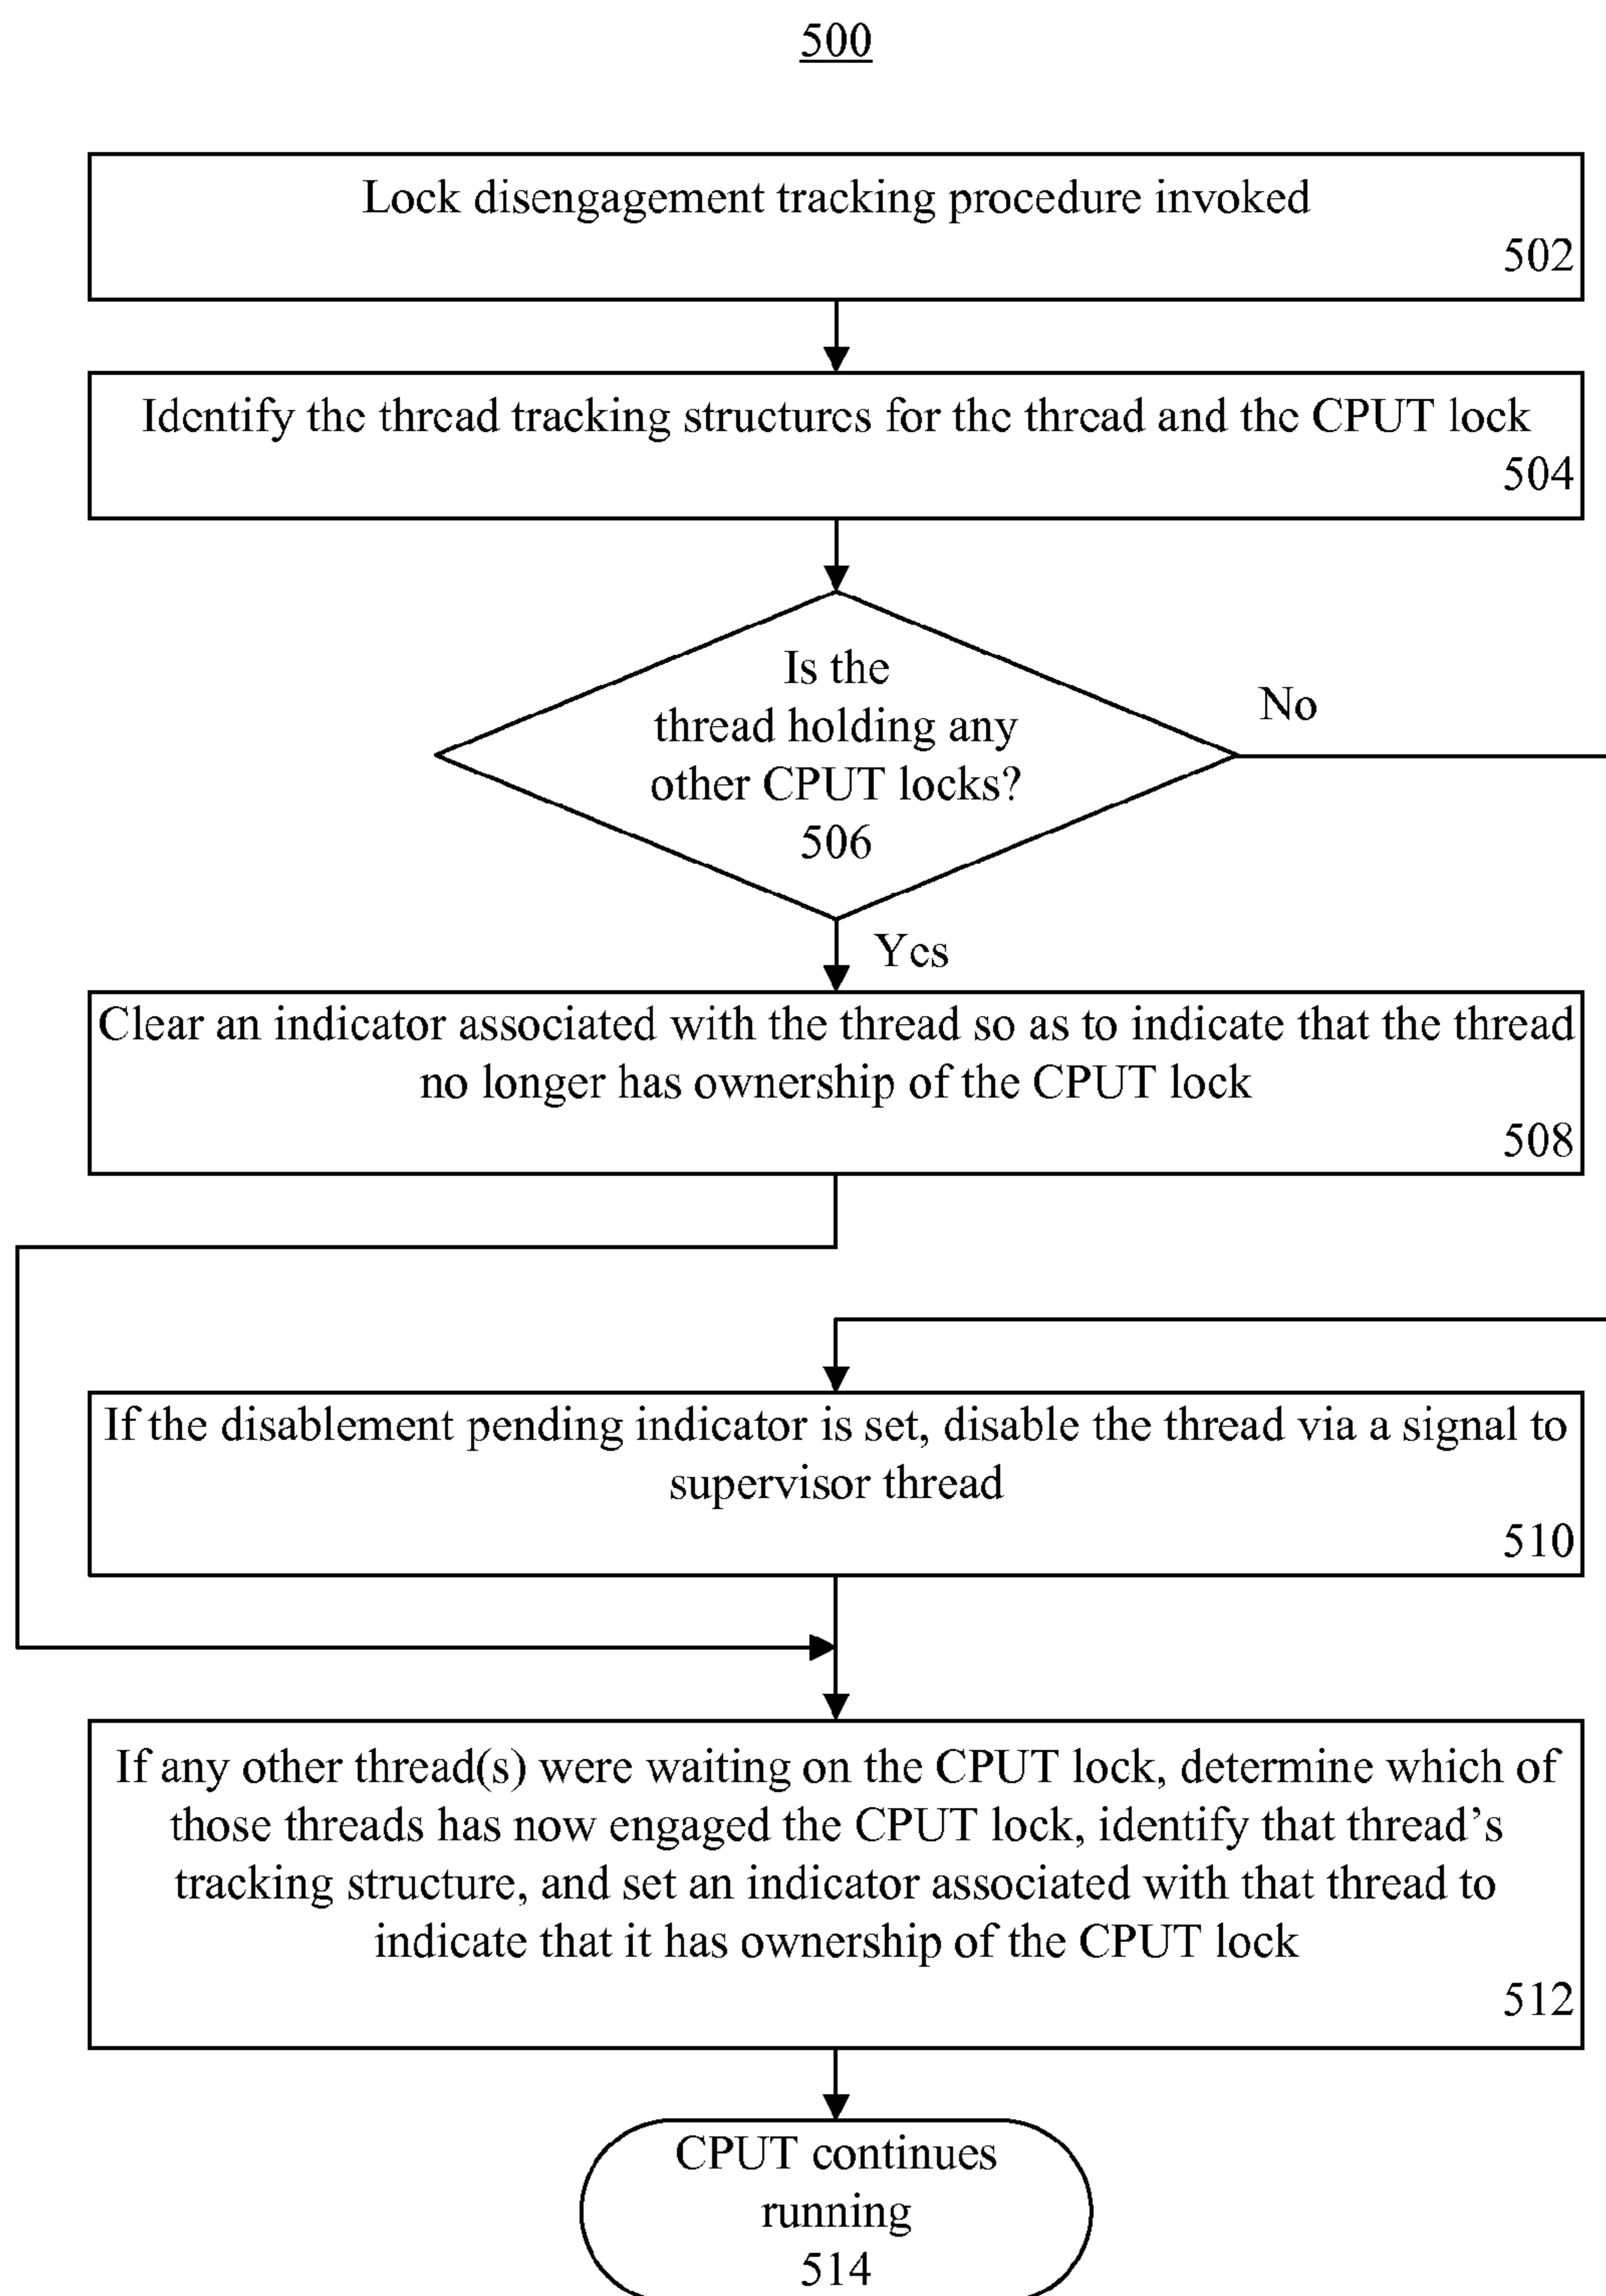 500
Lock disengagement tracking procedure invoked
502
Identify the thread tracking structures for the thread and the CPUT lock
504
Is the
thread holding any
other CPUT locks?
506
No
Yes
Clear an indicator associated with the thread so as to indicate that the thread
no longer has ownership of the CPUT lock
508
If the disablement pending indicator is set, disable the thread via a signal to
supervisor thread
510
If any other thread(s) were waiting on the CPUT lock, determine which of
those threads has now engaged the CPUT lock, identify that thread’s
tracking structure, and set an indicator associated with that thread to
indicate that it has ownership of the CPUT lock
512
CPUT continues
running
514